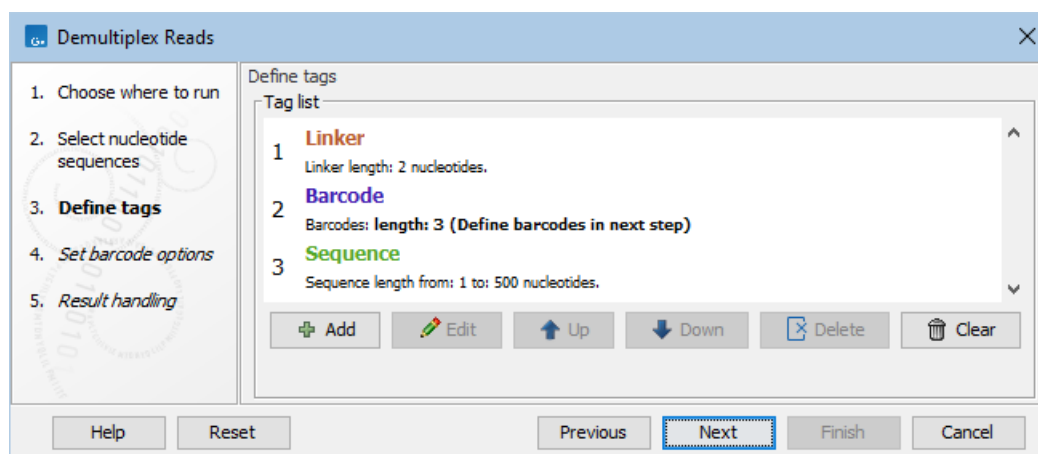 Demultiplex Reads
1. Choose where to run
2. Select nucleotide
sequences
3. Define tags
4. Set barcode options
5. Result handling
Define tags
Tag list
1 Linker
Linker length: 2 nucleotides.
2 Barcode
Barcodes: length: 3 (Define barcodes in next step)
3 Sequence
Sequence length from: 1 to: 500 nucleotides.
Add Edit Up Down Delete Clear
Help Reset Previous Next Finish Cancel